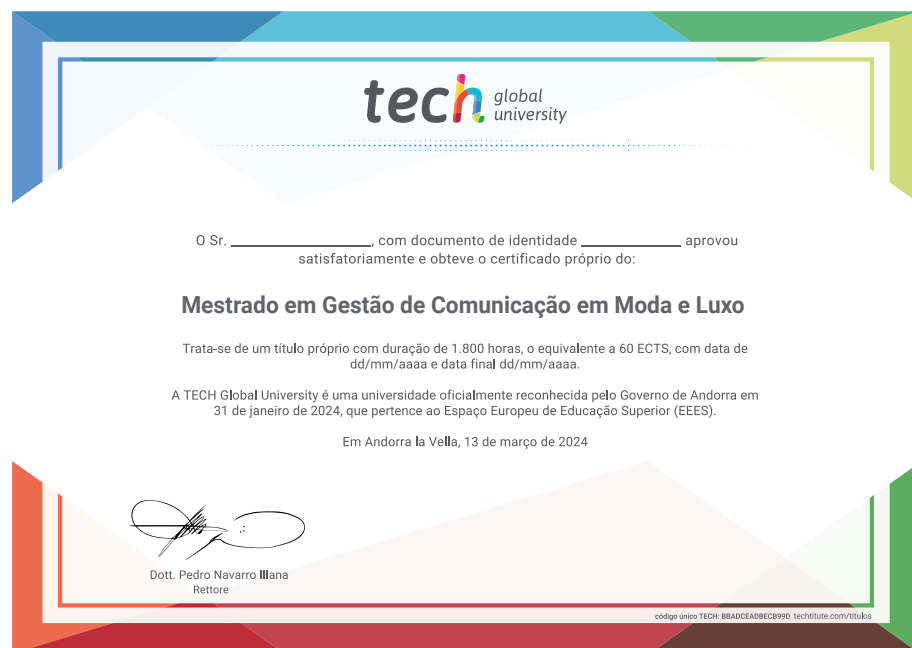 tech global
university
O Sr. ____________________, com documento de identidade ______________ aprovou
satisfatoriamente e obteve o certificado próprio do:
Mestrado em Gestão de Comunicação em Moda e Luxo
Trata-se de um título próprio com duração de 1.800 horas, o equivalente a 60 ECTS, com data de
dd/mm/aaaa e data final dd/mm/aaaa.
A TECH Global University é uma universidade oficialmente reconhecida pelo Governo de Andorra em
31 de janeiro de 2024, que pertence ao Espaço Europeu de Educação Superior (EEES).
Em Andorra la Vella, 13 de março de 2024
Dott. Pedro Navarro Illana
Rettore
código único TECH: BBADCEADBECB99D techtitute.com/titulos